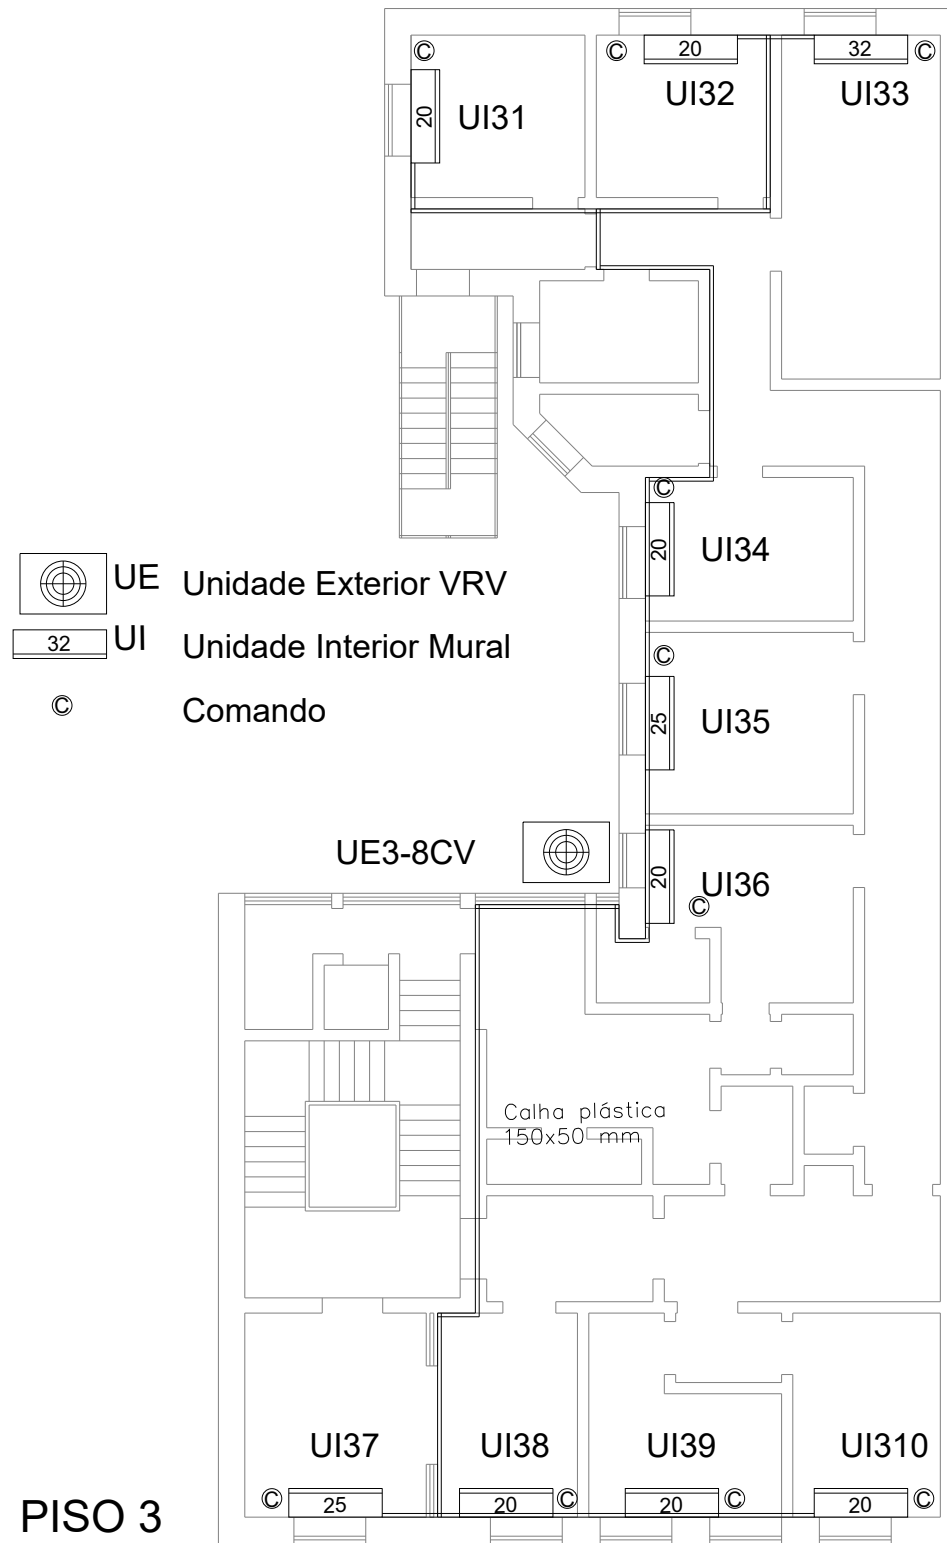 C
C
20
32
C
20
UI31
UI32
UI33
C
20
UI34
UE
Unidade Exterior VRV
32
UI
Unidade Interior Mural
C
20
C
Comando
25
UI35
UE3-8CV
20
UI36
C
Calha plástica
150x50 mm
UI37
UI38
UI39
UI310
C
25
20
C
20
C
20
C
PISO 3